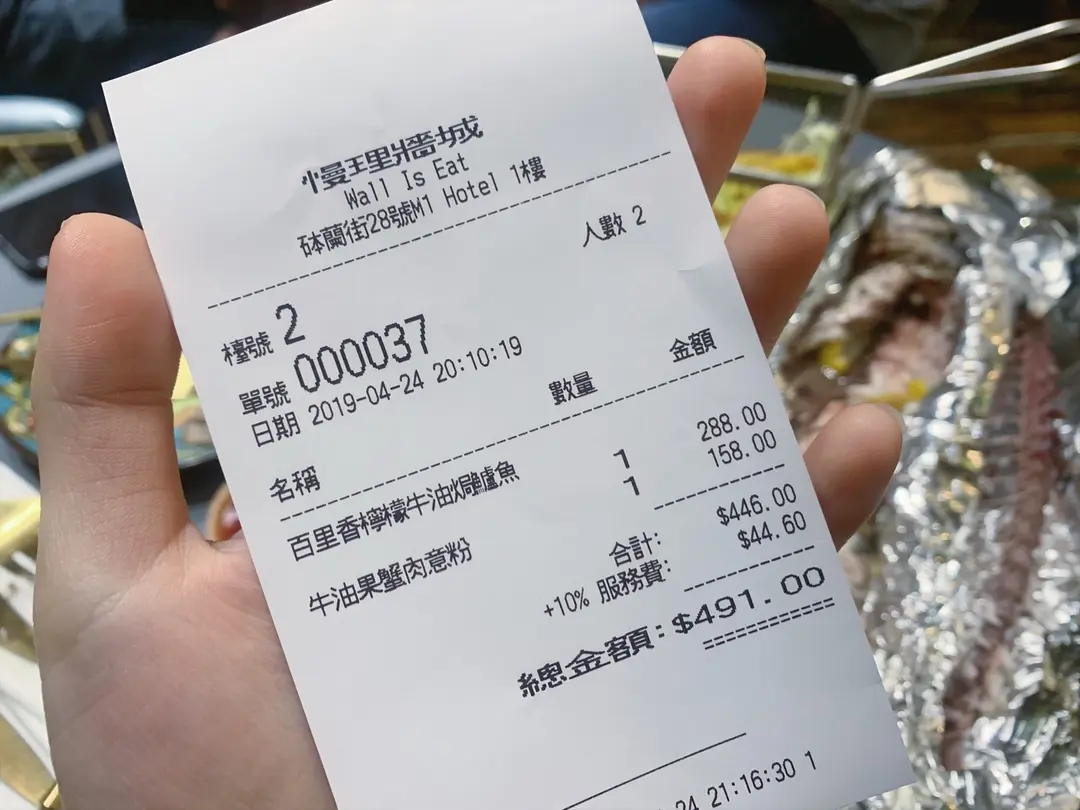 慢理牆城
Wall Is Eat
砵蘭街28號M1 Hotel 1樓
檯號 2 人數 2
單號 000037
日期 2019-04-24 20:10:19
名稱 數量 金額
百里香檸檬牛油焗鱸魚 1 288.00
牛油果蟹肉意粉 1 158.00
合計: $446.00
+10% 服務費: $44.60
總金額: $491.00
24 21:16:30 1